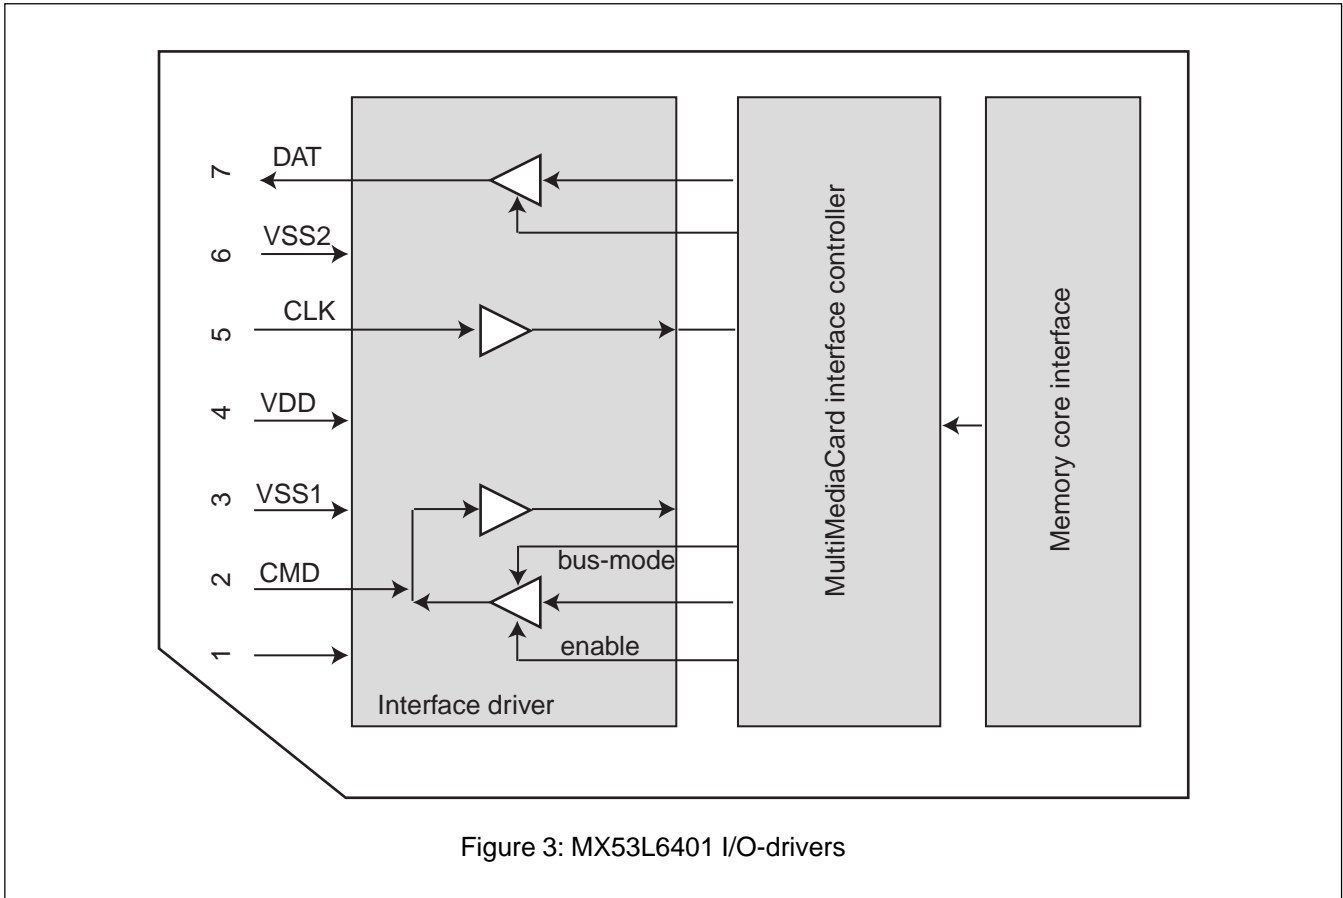 7 DAT
6 VSS2
5 CLK
4 VDD
3 VSS1
2 CMD
1
bus-mode
enable
Interface driver
MultiMediaCard interface controller
Memory core interface
Figure 3: MX53L6401 I/O-drivers